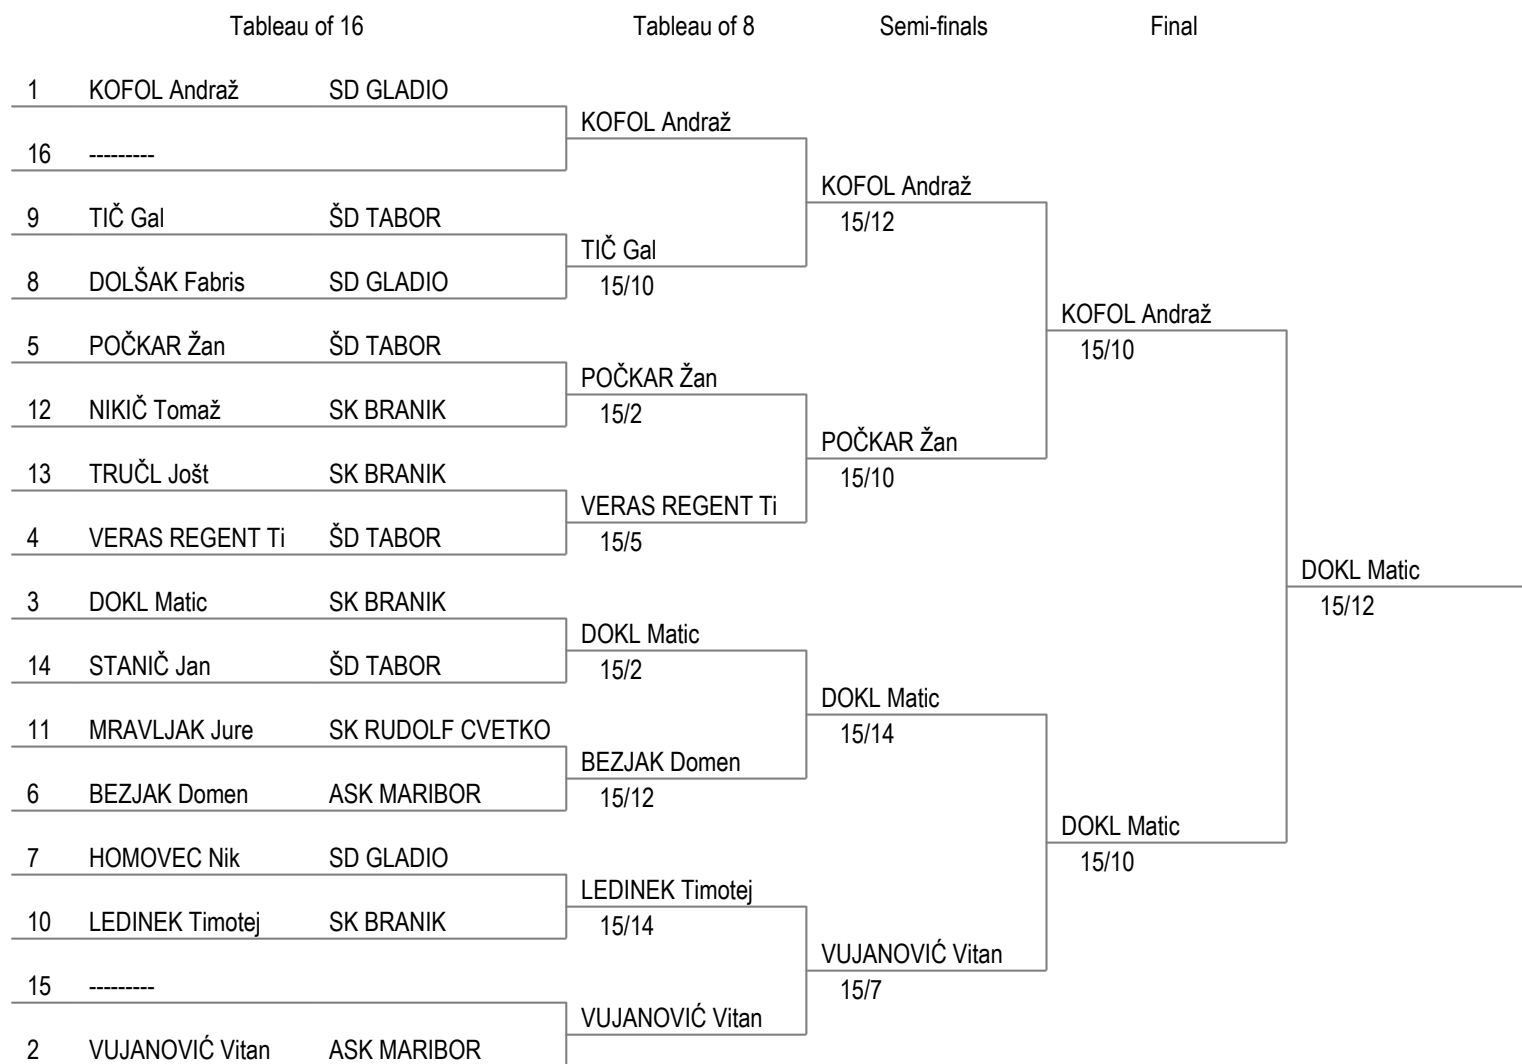 Tableau of 16 Tableau of 8 Semi-finals Final
1 KOFOL Andraž SD GLADIO
KOFOL Andraž
16 ---------
KOFOL Andraž
9 TIČ Gal ŠD TABOR
15/12
TIČ Gal
8 DOLŠAK Fabris SD GLADIO
15/10
KOFOL Andraž
5 POČKAR Žan ŠD TABOR
15/10
POČKAR Žan
12 NIKIČ Tomaž SK BRANIK
15/2
POČKAR Žan
13 TRUČL Jošt SK BRANIK
15/10
VERAS REGENT Ti
4 VERAS REGENT Ti ŠD TABOR
15/5
DOKL Matic
3 DOKL Matic SK BRANIK
15/12
DOKL Matic
14 STANIČ Jan ŠD TABOR
15/2
DOKL Matic
11 MRAVLJAK Jure SK RUDOLF CVETKO
15/14
BEZJAK Domen
6 BEZJAK Domen ASK MARIBOR
15/12
DOKL Matic
7 HOMOVEC Nik SD GLADIO
15/10
LEDINEK Timotej
10 LEDINEK Timotej SK BRANIK
15/14
VUJANOVIĆ Vitan
15 ---------
15/7
VUJANOVIĆ Vitan
2 VUJANOVIĆ Vitan ASK MARIBOR